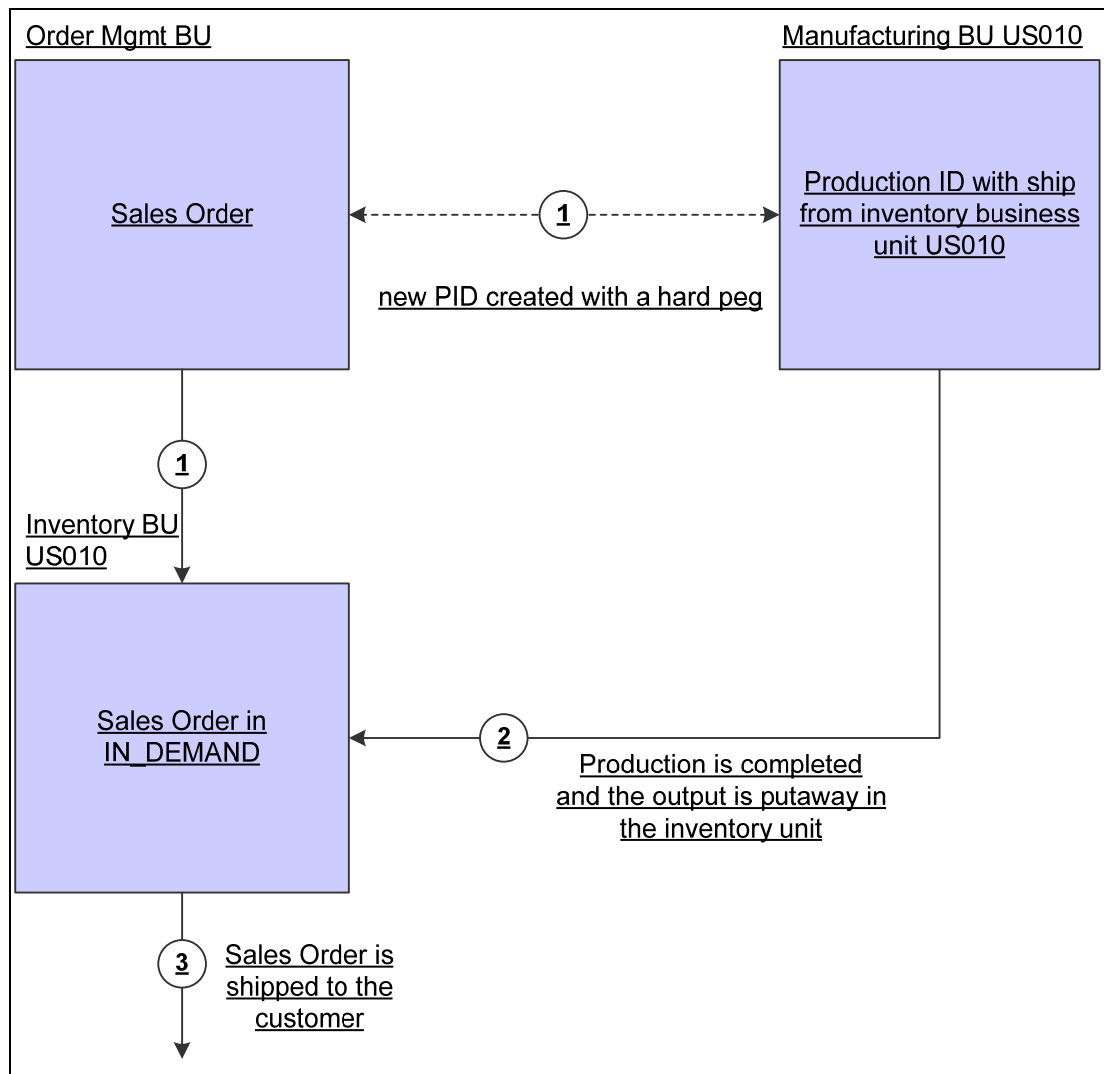 Order Mgmt BU
Manufacturing BU US010
Sales Order
1
Production ID with ship
from inventory business
unit US010
new PID created with a hard peg
1
Inventory BU
US010
Sales Order in
IN_DEMAND
2
Production is completed
and the output is putaway in
the inventory unit
3
Sales Order is
shipped to the
customer